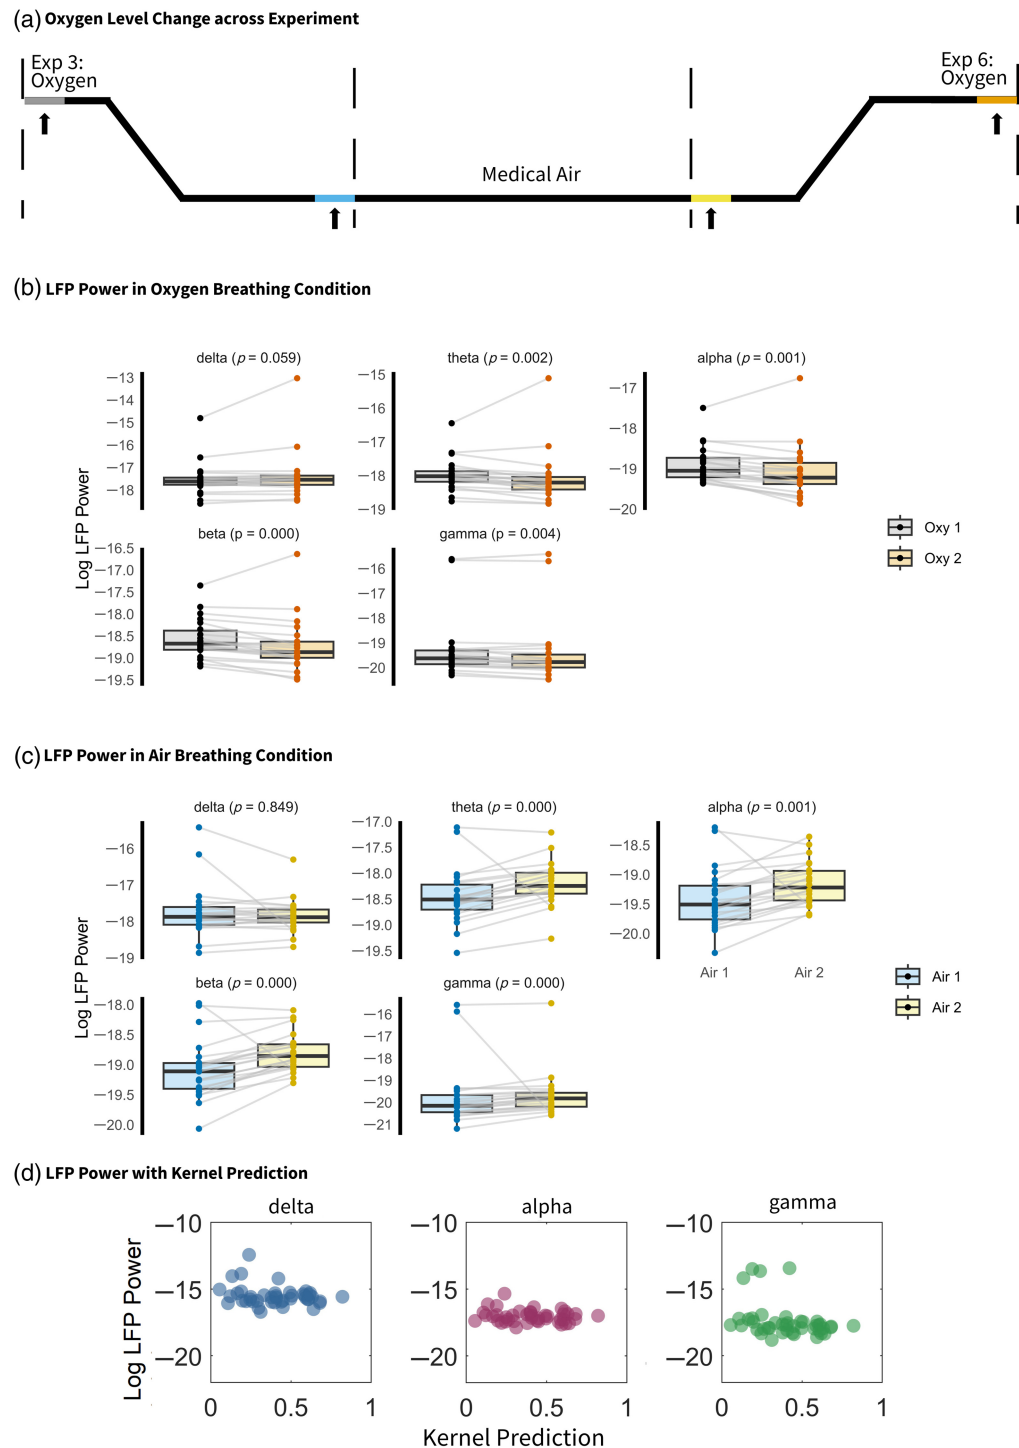 (a) Oxygen Level Change across Experiment
Exp 3:
Oxygen
Exp 6:
Oxygen
Medical Air
(b) LFP Power in Oxygen Breathing Condition
Log LFP Power
delta (p = 0.059)
−13
−14
−15
−16
−17
−18
theta (p = 0.002)
−15
−16
−17
−18
−19
alpha (p = 0.001)
−17
−18
−19
−20
beta (p = 0.000)
−16.5
−17.0
−17.5
−18.0
−18.5
−19.0
−19.5
gamma (p = 0.004)
−16
−18
−19
−20
Oxy 1
Oxy 2
(c) LFP Power in Air Breathing Condition
Log LFP Power
delta (p = 0.849)
−16
−17
−18
−19
theta (p = 0.000)
−17.0
−17.5
−18.0
−18.5
−19.0
−19.5
alpha (p = 0.001)
−18.5
−19.0
−19.5
−20.0
Air 1 Air 2
beta (p = 0.000)
−18.0
−18.5
−19.0
−19.5
−20.0
gamma (p = 0.000)
−16
−17
−18
−19
−20
−21
Air 1
Air 2
(d) LFP Power with Kernel Prediction
Log LFP Power
delta
−10
−15
−20
0 0.5 1
alpha
−10
−15
−20
0 0.5 1
gamma
−10
−15
−20
0 0.5 1
Kernel Prediction